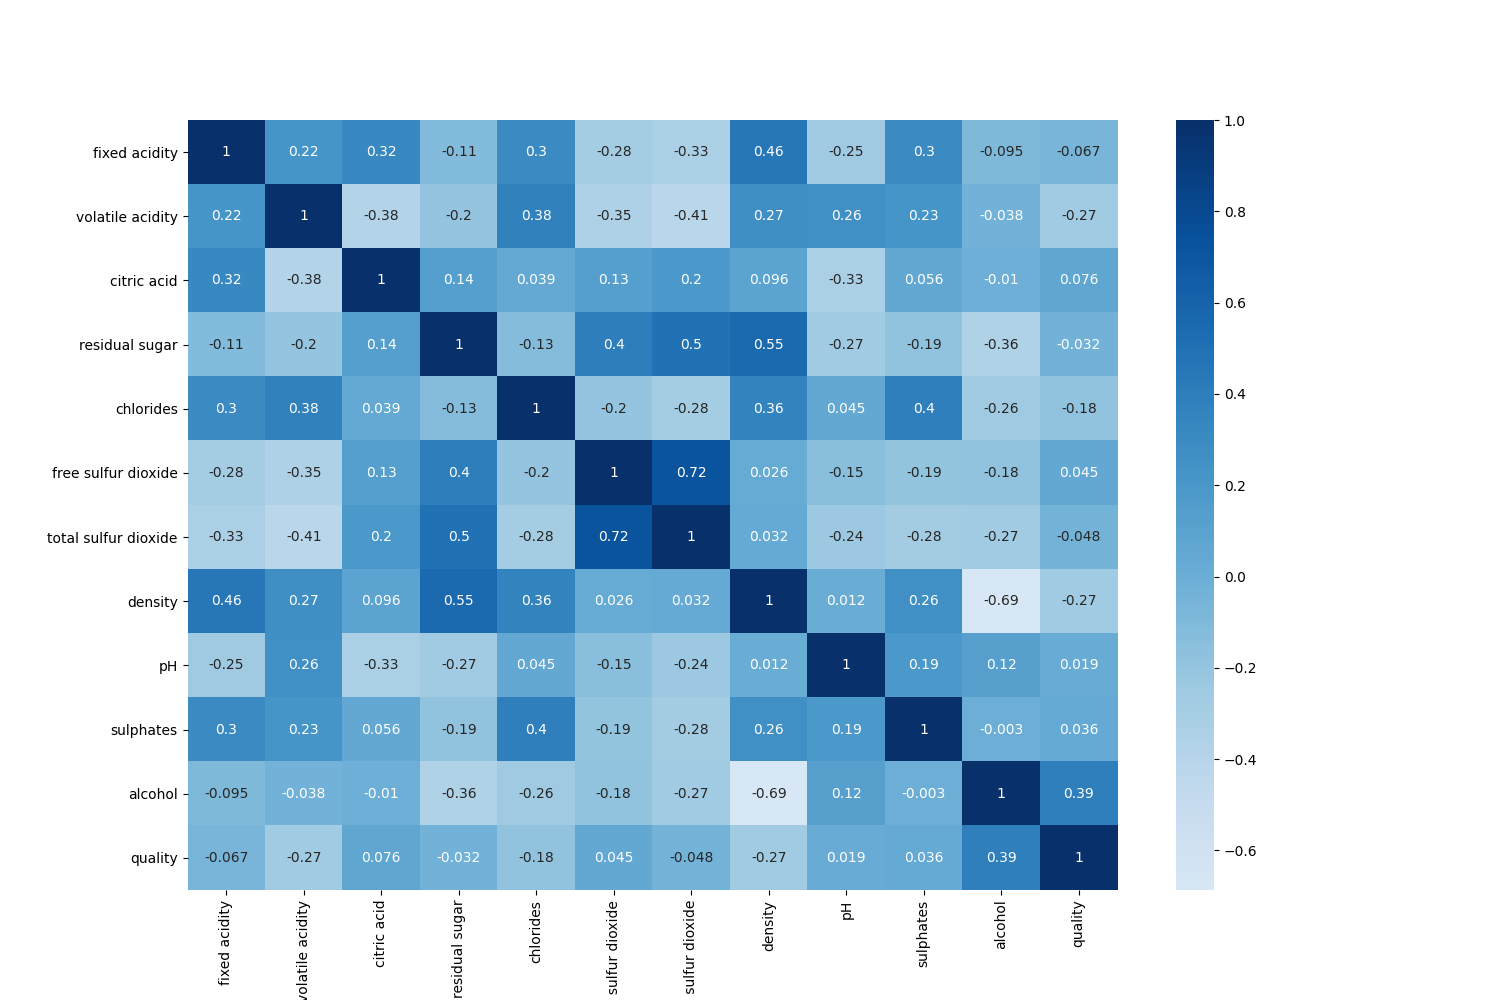 fixed acidity 1 0.22 0.32 -0.11 0.3 -0.28 -0.33 0.46 -0.25 0.3 -0.095 -0.067
volatile acidity 0.22 1 -0.38 -0.2 0.38 -0.35 -0.41 0.27 0.26 0.23 -0.038 -0.27
citric acid 0.32 -0.38 1 0.14 0.039 0.13 0.2 0.096 -0.33 0.056 -0.01 0.076
residual sugar -0.11 -0.2 0.14 1 -0.13 0.4 0.5 0.55 -0.27 -0.19 -0.36 -0.032
chlorides 0.3 0.38 0.039 -0.13 1 -0.2 -0.28 0.36 0.045 0.4 -0.26 -0.18
free sulfur dioxide -0.28 -0.35 0.13 0.4 -0.2 1 0.72 0.026 -0.15 -0.19 -0.18 0.045
total sulfur dioxide -0.33 -0.41 0.2 0.5 -0.28 0.72 1 0.032 -0.24 -0.28 -0.27 -0.048
density 0.46 0.27 0.096 0.55 0.36 0.026 0.032 1 0.012 0.26 -0.69 -0.27
pH -0.25 0.26 -0.33 -0.27 0.045 -0.15 -0.24 0.012 1 0.19 0.12 0.019
sulphates 0.3 0.23 0.056 -0.19 0.4 -0.19 -0.28 0.26 0.19 1 -0.003 0.036
alcohol -0.095 -0.038 -0.01 -0.36 -0.26 -0.18 -0.27 -0.69 0.12 -0.003 1 0.39
quality -0.067 -0.27 0.076 -0.032 -0.18 0.045 -0.048 -0.27 0.019 0.036 0.39 1
fixed acidity
volatile acidity
citric acid
residual sugar
chlorides
sulfur dioxide
sulfur dioxide
density
pH
sulphates
alcohol
quality
1.0
0.8
0.6
0.4
0.2
0.0
−0.2
−0.4
−0.6